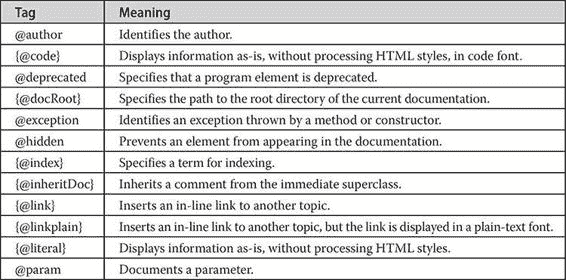 Tag Meaning
@author Identifies the author.
{@code} Displays information as-is, without processing HTML styles, in code font.
@deprecated Specifies that a program element is deprecated.
{@docRoot} Specifies the path to the root directory of the current documentation.
@exception Identifies an exception thrown by a method or constructor.
@hidden Prevents an element from appearing in the documentation.
{@index} Specifies a term for indexing.
{@inheritDoc} Inherits a comment from the immediate superclass.
{@link} Inserts an in-line link to another topic.
{@linkplain} Inserts an in-line link to another topic, but the link is displayed in a plain-text font.
{@literal} Displays information as-is, without processing HTML styles.
@param Documents a parameter.